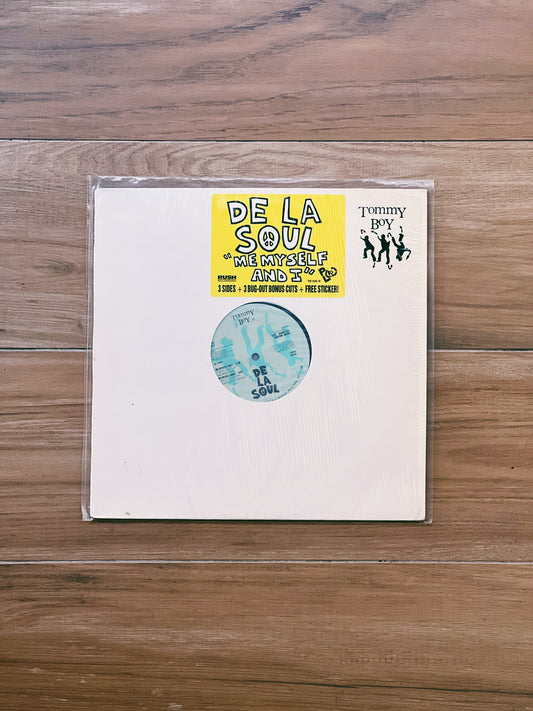 DE LA
SOUL
"ME MYSELF
AND I"
RUSH
3 SIDES + 3 BUG-OUT BONUS CUTS + FREE STICKER!
TOMMY
BOY
TOMMY
BOY
DE
LA
SOUL